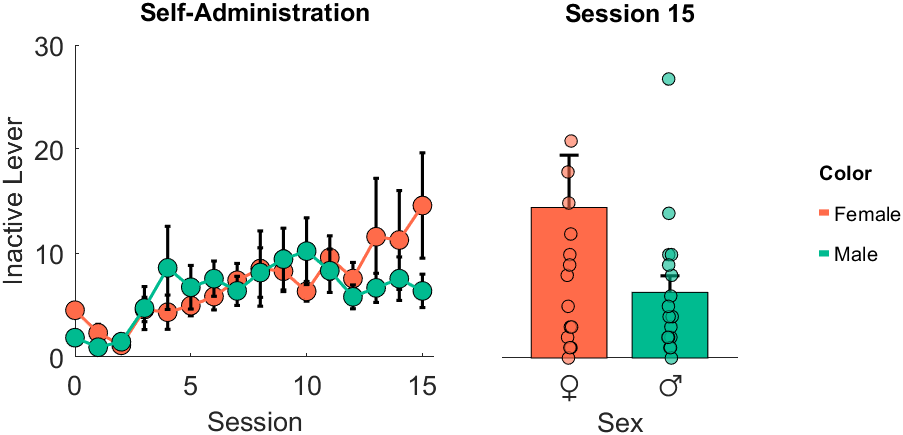 Self-Administration
Session 15
Inactive Lever
30
20
10
0
0 5 10 15
Session
♀ ♂
Sex
Color
Female
Male